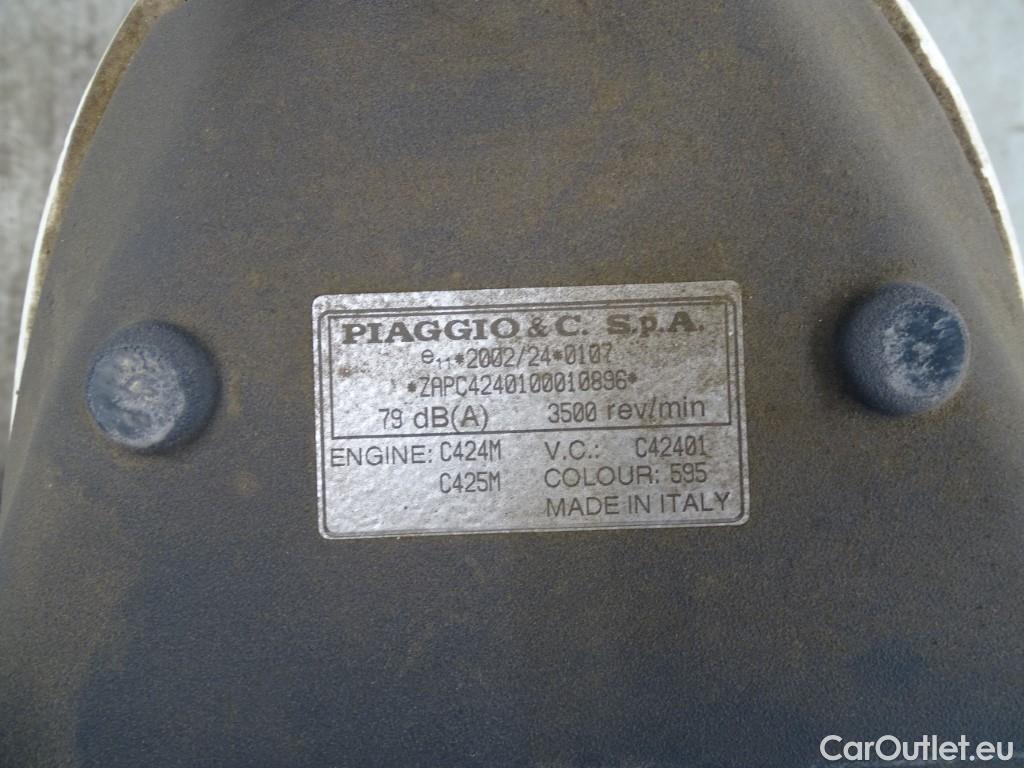 PIAGGIO & C. S.p.A.
e11*2002/24*0107
*ZAPC4240100010896*
79 dB(A) 3500 rev/min
ENGINE: C424M V.C.: C42401
C425M COLOUR: 595
MADE IN ITALY
CarOutlet.eu